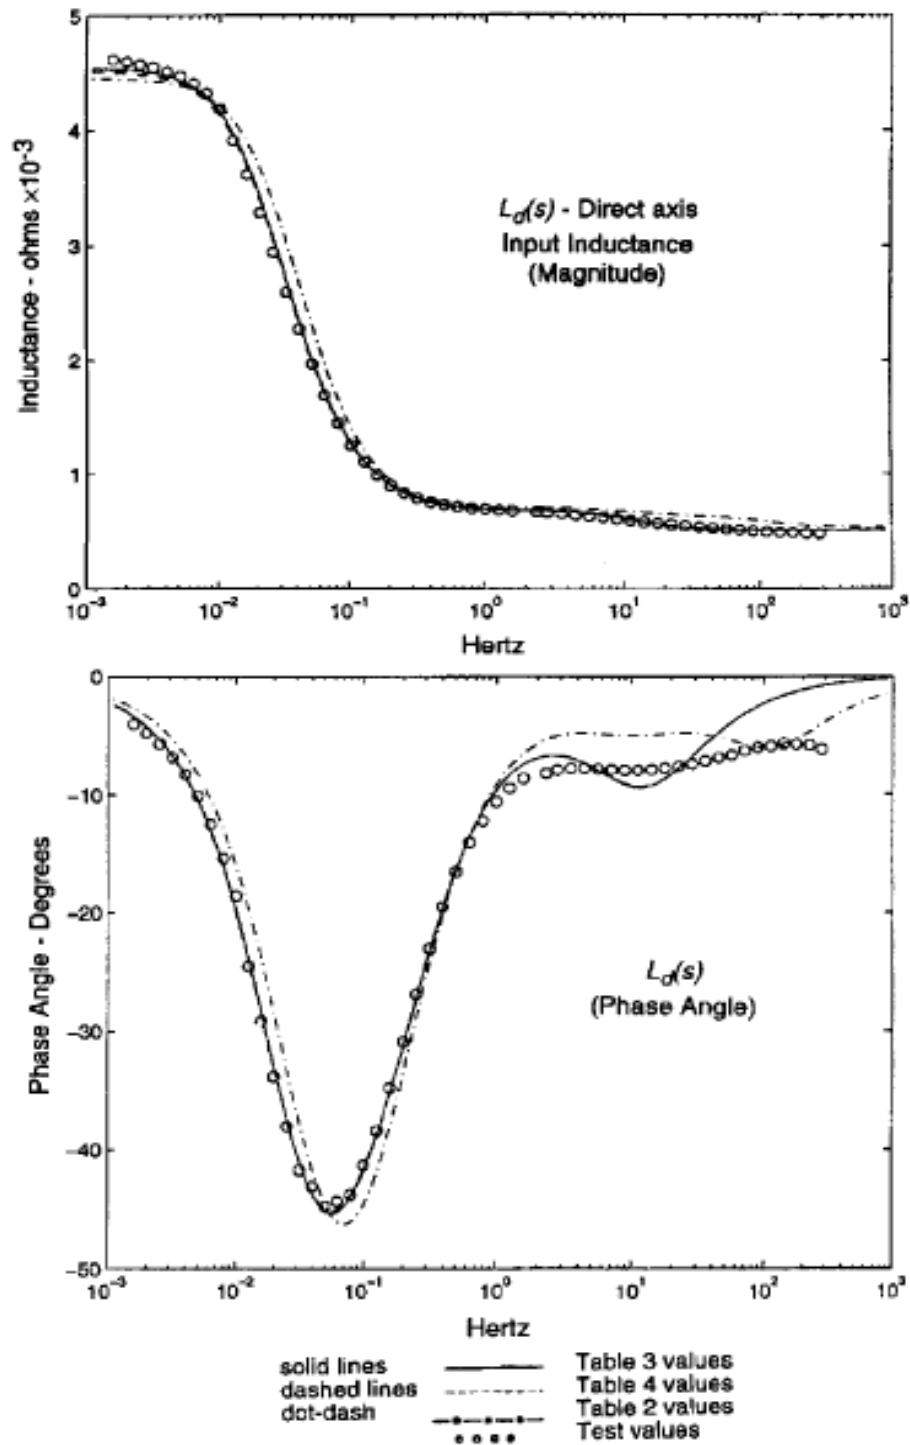 5
4
3
2
1
0
Inductance - ohms ×10⁻³
L_d(s) - Direct axis
Input Inductance
(Magnitude)
10⁻³ 10⁻² 10⁻¹ 10⁰ 10¹ 10² 10³
Hertz
0
−10
−20
−30
−40
−50
Phase Angle - Degrees
L_d(s)
(Phase Angle)
10⁻³ 10⁻² 10⁻¹ 10⁰ 10¹ 10² 10³
Hertz
solid lines Table 3 values
dashed lines Table 4 values
dot-dash Table 2 values
Test values